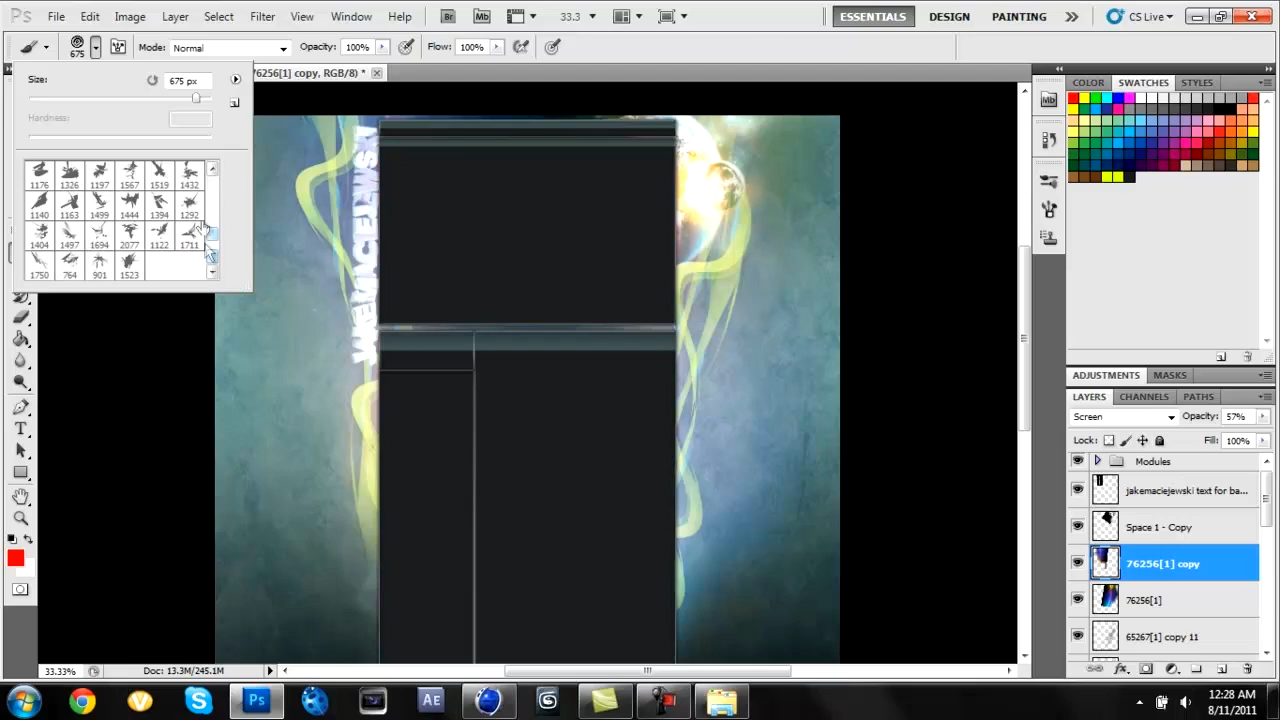 Ps File Edit Image Layer Select Filter View Window Help Br Mb 33.3 ESSENTIALS DESIGN PAINTING CS Live
675 Mode: Normal Opacity: 100% Flow: 100%
76256[1] copy, RGB/8) *
Size: 675 px
Hardness:
1176 1326 1197 1567 1519 1432
1140 1163 1499 1444 1394 1292
1404 1497 1694 2077 1122 1711
1750 764 901 1523
COLOR SWATCHES STYLES
Mb
ADJUSTMENTS MASKS
LAYERS CHANNELS PATHS
Screen Opacity: 57%
Lock: Fill: 100%
Modules
jakemaciejewski text for ba...
Space 1 - Copy
76256[1] copy
76256[1]
65267[1] copy 11
33.33% Doc: 13.3M/245.1M
Ps AE
12:28 AM
8/11/2011